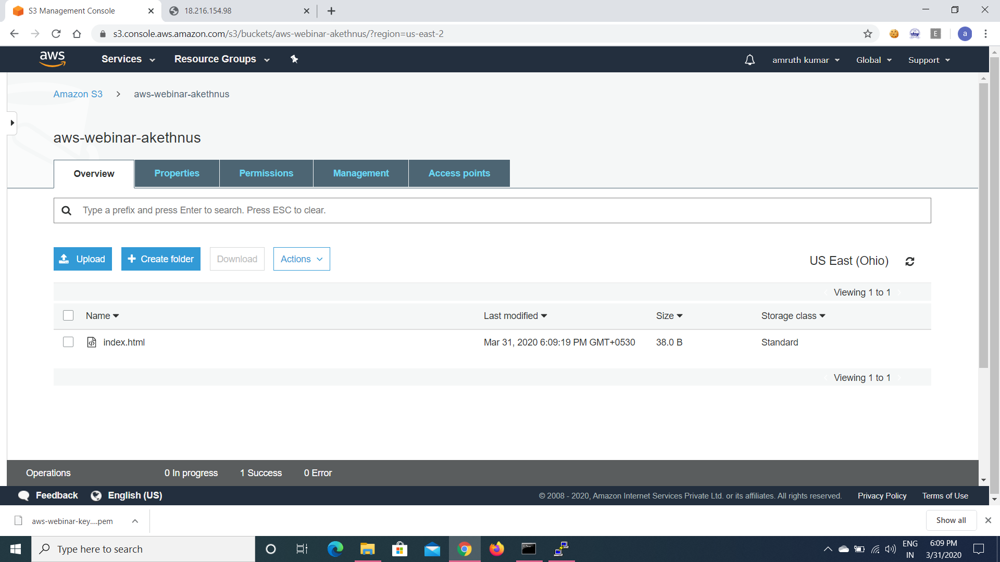 S3 Management Console
18.216.154.98
s3.console.aws.amazon.com/s3/buckets/aws-webinar-akethnus/?region=us-east-2
E
a
aws
Services
Resource Groups
amruth kumar
Global
Support
Amazon S3 > aws-webinar-akethnus
aws-webinar-akethnus
Overview
Properties
Permissions
Management
Access points
Type a prefix and press Enter to search. Press ESC to clear.
Upload
Create folder
Download
Actions
US East (Ohio)
Viewing 1 to 1
Name
Last modified
Size
Storage class
index.html
Mar 31, 2020 6:09:19 PM GMT+0530
38.0 B
Standard
Viewing 1 to 1
Operations
0 In progress
1 Success
0 Error
Feedback
English (US)
© 2008 - 2020, Amazon Internet Services Private Ltd. or its affiliates. All rights reserved.
Privacy Policy
Terms of Use
aws-webinar-key....pem
Show all
Type here to search
ENG
IN
6:09 PM
3/31/2020